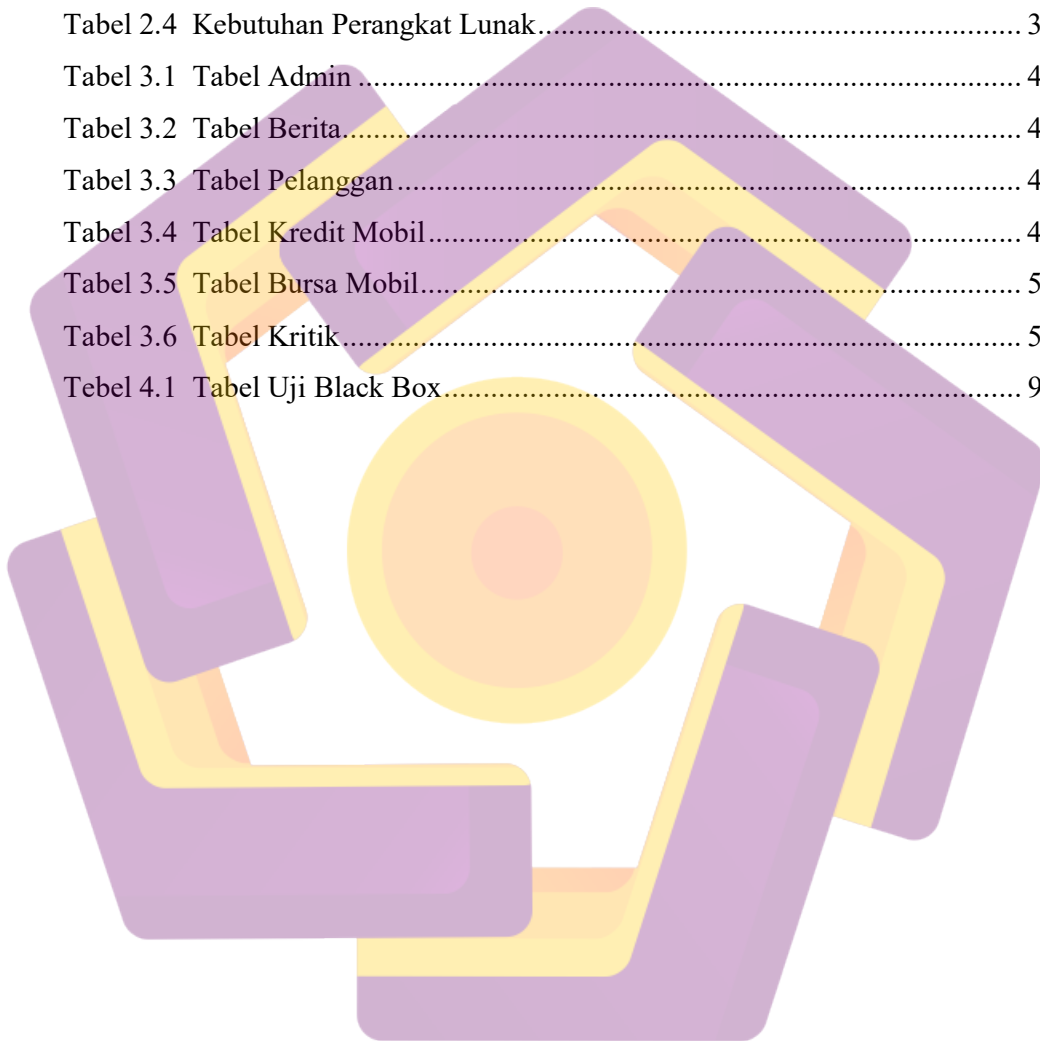 Tabel 2.4 Kebutuhan Perangkat Lunak.................................................................. 3
Tabel 3.1 Tabel Admin ......................................................................................... 4
Tabel 3.2 Tabel Berita........................................................................................... 4
Tabel 3.3 Tabel Pelanggan.................................................................................... 4
Tabel 3.4 Tabel Kredit Mobil................................................................................ 4
Tabel 3.5 Tabel Bursa Mobil................................................................................. 5
Tabel 3.6 Tabel Kritik........................................................................................... 5
Tebel 4.1 Tabel Uji Black Box.............................................................................. 9